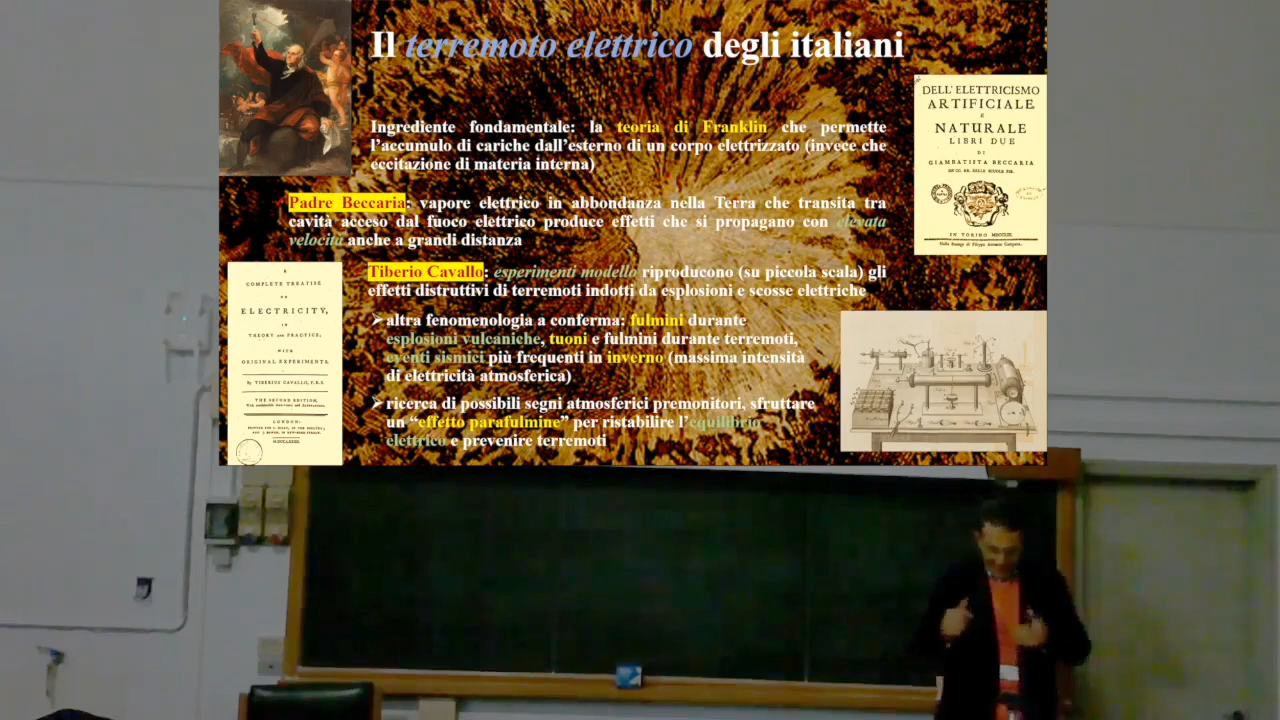 Il terremoto elettrico degli italiani
Ingrediente fondamentale: la teoria di Franklin che permette
l'accumulo di cariche dall'esterno di un corpo elettrizzato (invece che
eccitazione di materia interna)
Padre Beccaria: vapore elettrico in abbondanza nella Terra che transita tra
cavità acceso dal fuoco elettrico produce effetti che si propagano con elevata
velocità anche a grandi distanza
Tiberio Cavallo: esperimenti modello riproducono (su piccola scala) gli
effetti distruttivi di terremoti indotti da esplosioni e scosse elettriche
➢altra fenomenologia a conferma: fulmini durante
esplosioni vulcaniche, tuoni e fulmini durante terremoti,
eventi sismici più frequenti in inverno (massima intensità
di elettricità atmosferica)
➢ricerca di possibili segni atmosferici premonitori, sfruttare
un “effetto parafulmine” per ristabilire l'equilibrio
elettrico e prevenire terremoti
DELL' ELETTRICISMO
ARTIFICIALE
E
NATURALE
LIBRI DUE
DI
GIAMBATISTA BECCARIA
IN TORINO
A
COMPLETE TREATISE
ON
ELECTRICITY,
IN
THEORY AND PRACTICE;
WITH
ORIGINAL EXPERIMENTS.
By TIBERIUS CAVALLO, F.R.S.
THE SECOND EDITION,
LONDON: